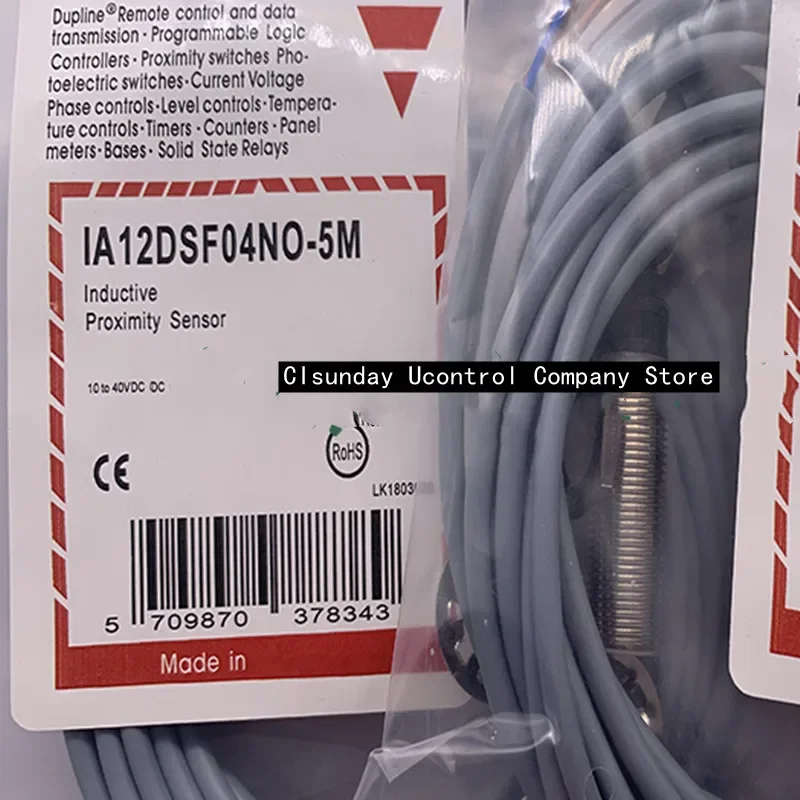 Dupline®Remote control and data
transmission·Programmable Logic
Controllers·Proximity switches Pho-
toelectric switches·Current Voltage
Phase controls·Level controls·Tempera-
ture controls·Timers·Counters·Panel
meters·Bases·Solid State Relays
IA12DSF04NO-5M
Inductive
Proximity Sensor
Clsunday Ucontrol Company Store
10 to 40VDC DC
CE
RoHS
5 709870 378343
Made in